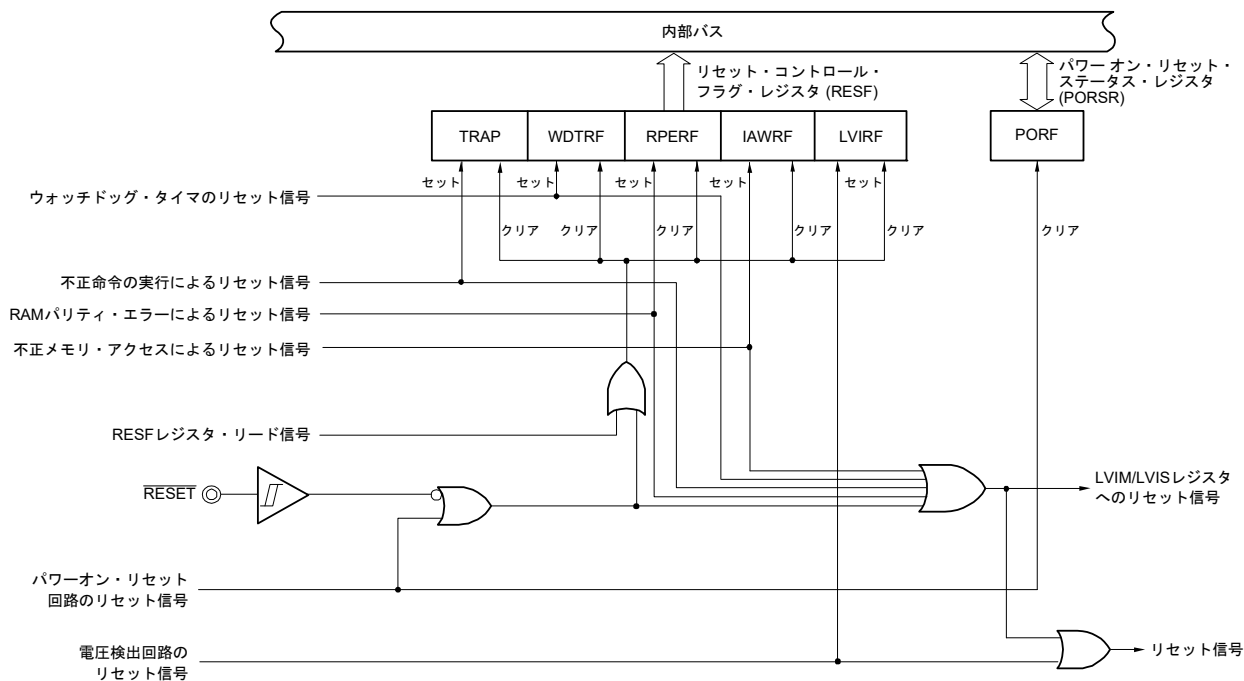 内部バス
リセット・コントロール・
フラグ・レジスタ (RESF)
パワー オン・リセット・
ステータス・レジスタ
(PORSR)
TRAP
WDTRF
RPERF
IAWRF
LVIRF
PORF
セット
セット
セット
セット
セット
ウォッチドッグ・タイマのリセット信号
クリア
クリア
クリア
クリア
クリア
クリア
不正命令の実行によるリセット信号
RAMパリティ・エラーによるリセット信号
不正メモリ・アクセスによるリセット信号
RESFレジスタ・リード信号
RESET
LVIM/LVISレジスタ
へのリセット信号
パワーオン・リセット
回路のリセット信号
電圧検出回路の
リセット信号
リセット信号